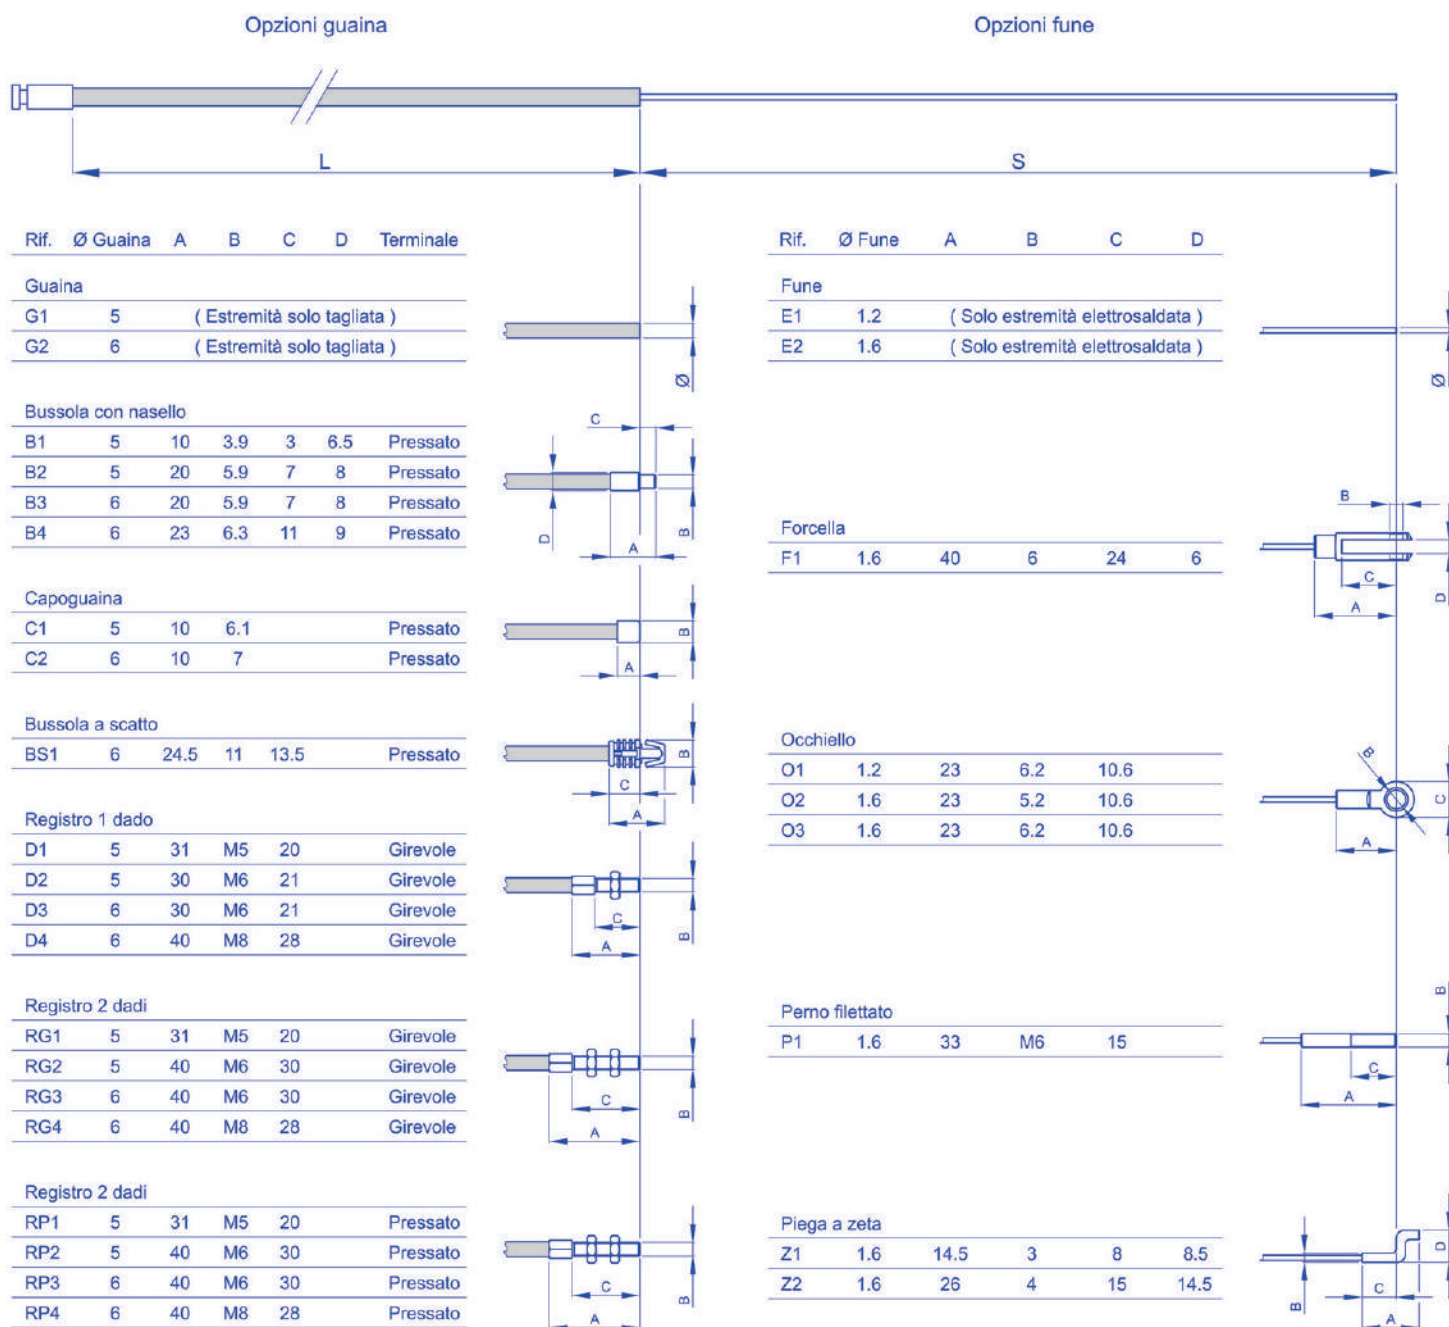 Opzioni guaina
Opzioni fune
L
S
Rif. Ø Guaina A B C D Terminale
Guaina
G1 5 ( Estremità solo tagliata )
G2 6 ( Estremità solo tagliata )
Ø
Bussola con nasello
B1 5 10 3.9 3 6.5 Pressato
B2 5 20 5.9 7 8 Pressato
B3 6 20 5.9 7 8 Pressato
B4 6 23 6.3 11 9 Pressato
C
D
A
B
Capoguaina
C1 5 10 6.1 Pressato
C2 6 10 7 Pressato
B
A
Bussola a scatto
BS1 6 24.5 11 13.5 Pressato
B
C
A
Registro 1 dado
D1 5 31 M5 20 Girevole
D2 5 30 M6 21 Girevole
D3 6 30 M6 21 Girevole
D4 6 40 M8 28 Girevole
C
B
A
Registro 2 dadi
RG1 5 31 M5 20 Girevole
RG2 5 40 M6 30 Girevole
RG3 6 40 M6 30 Girevole
RG4 6 40 M8 28 Girevole
C
B
A
Registro 2 dadi
RP1 5 31 M5 20 Pressato
RP2 5 40 M6 30 Pressato
RP3 6 40 M6 30 Pressato
RP4 6 40 M8 28 Pressato
C
B
A
Rif. Ø Fune A B C D
Fune
E1 1.2 ( Solo estremità elettrosaldata )
E2 1.6 ( Solo estremità elettrosaldata )
Ø
Forcella
F1 1.6 40 6 24 6
B
C
D
A
Occhiello
O1 1.2 23 6.2 10.6
O2 1.6 23 5.2 10.6
O3 1.6 23 6.2 10.6
B
C
A
Perno filettato
P1 1.6 33 M6 15
B
C
A
Piega a zeta
Z1 1.6 14.5 3 8 8.5
Z2 1.6 26 4 15 14.5
D
B
C
A